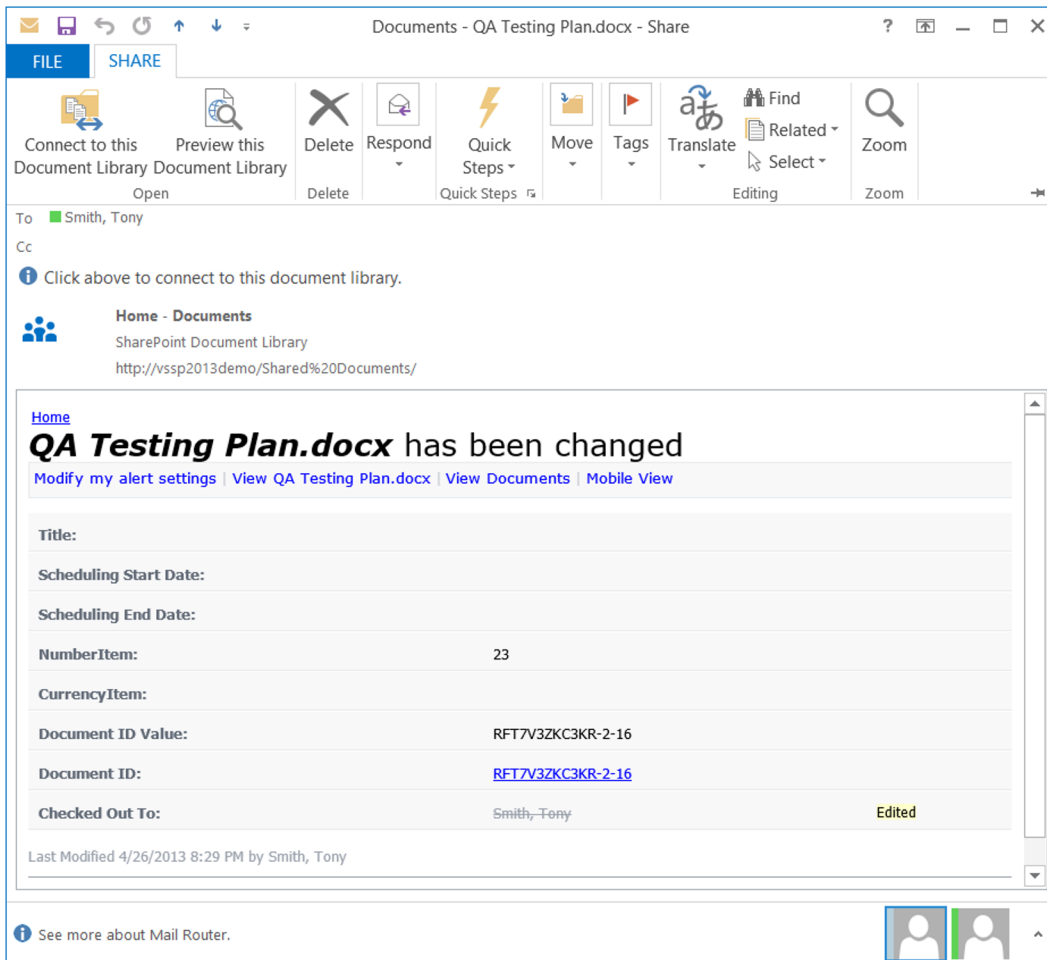 Documents - QA Testing Plan.docx - Share ?
FILE SHARE
Connect to this Document Library
Preview this Document Library
Open
Delete
Delete
Respond
Quick Steps
Quick Steps
Move
Tags
Translate
Find
Related
Select
Editing
Zoom
Zoom
To Smith, Tony
Cc
Click above to connect to this document library.
Home - Documents
SharePoint Document Library
http://vssp2013demo/Shared%20Documents/
Home
QA Testing Plan.docx has been changed
Modify my alert settings | View QA Testing Plan.docx | View Documents | Mobile View
Title:
Scheduling Start Date:
Scheduling End Date:
NumberItem: 23
CurrencyItem:
Document ID Value: RFT7V3ZKC3KR-2-16
Document ID: RFT7V3ZKC3KR-2-16
Checked Out To: Smith, Tony Edited
Last Modified 4/26/2013 8:29 PM by Smith, Tony
See more about Mail Router.